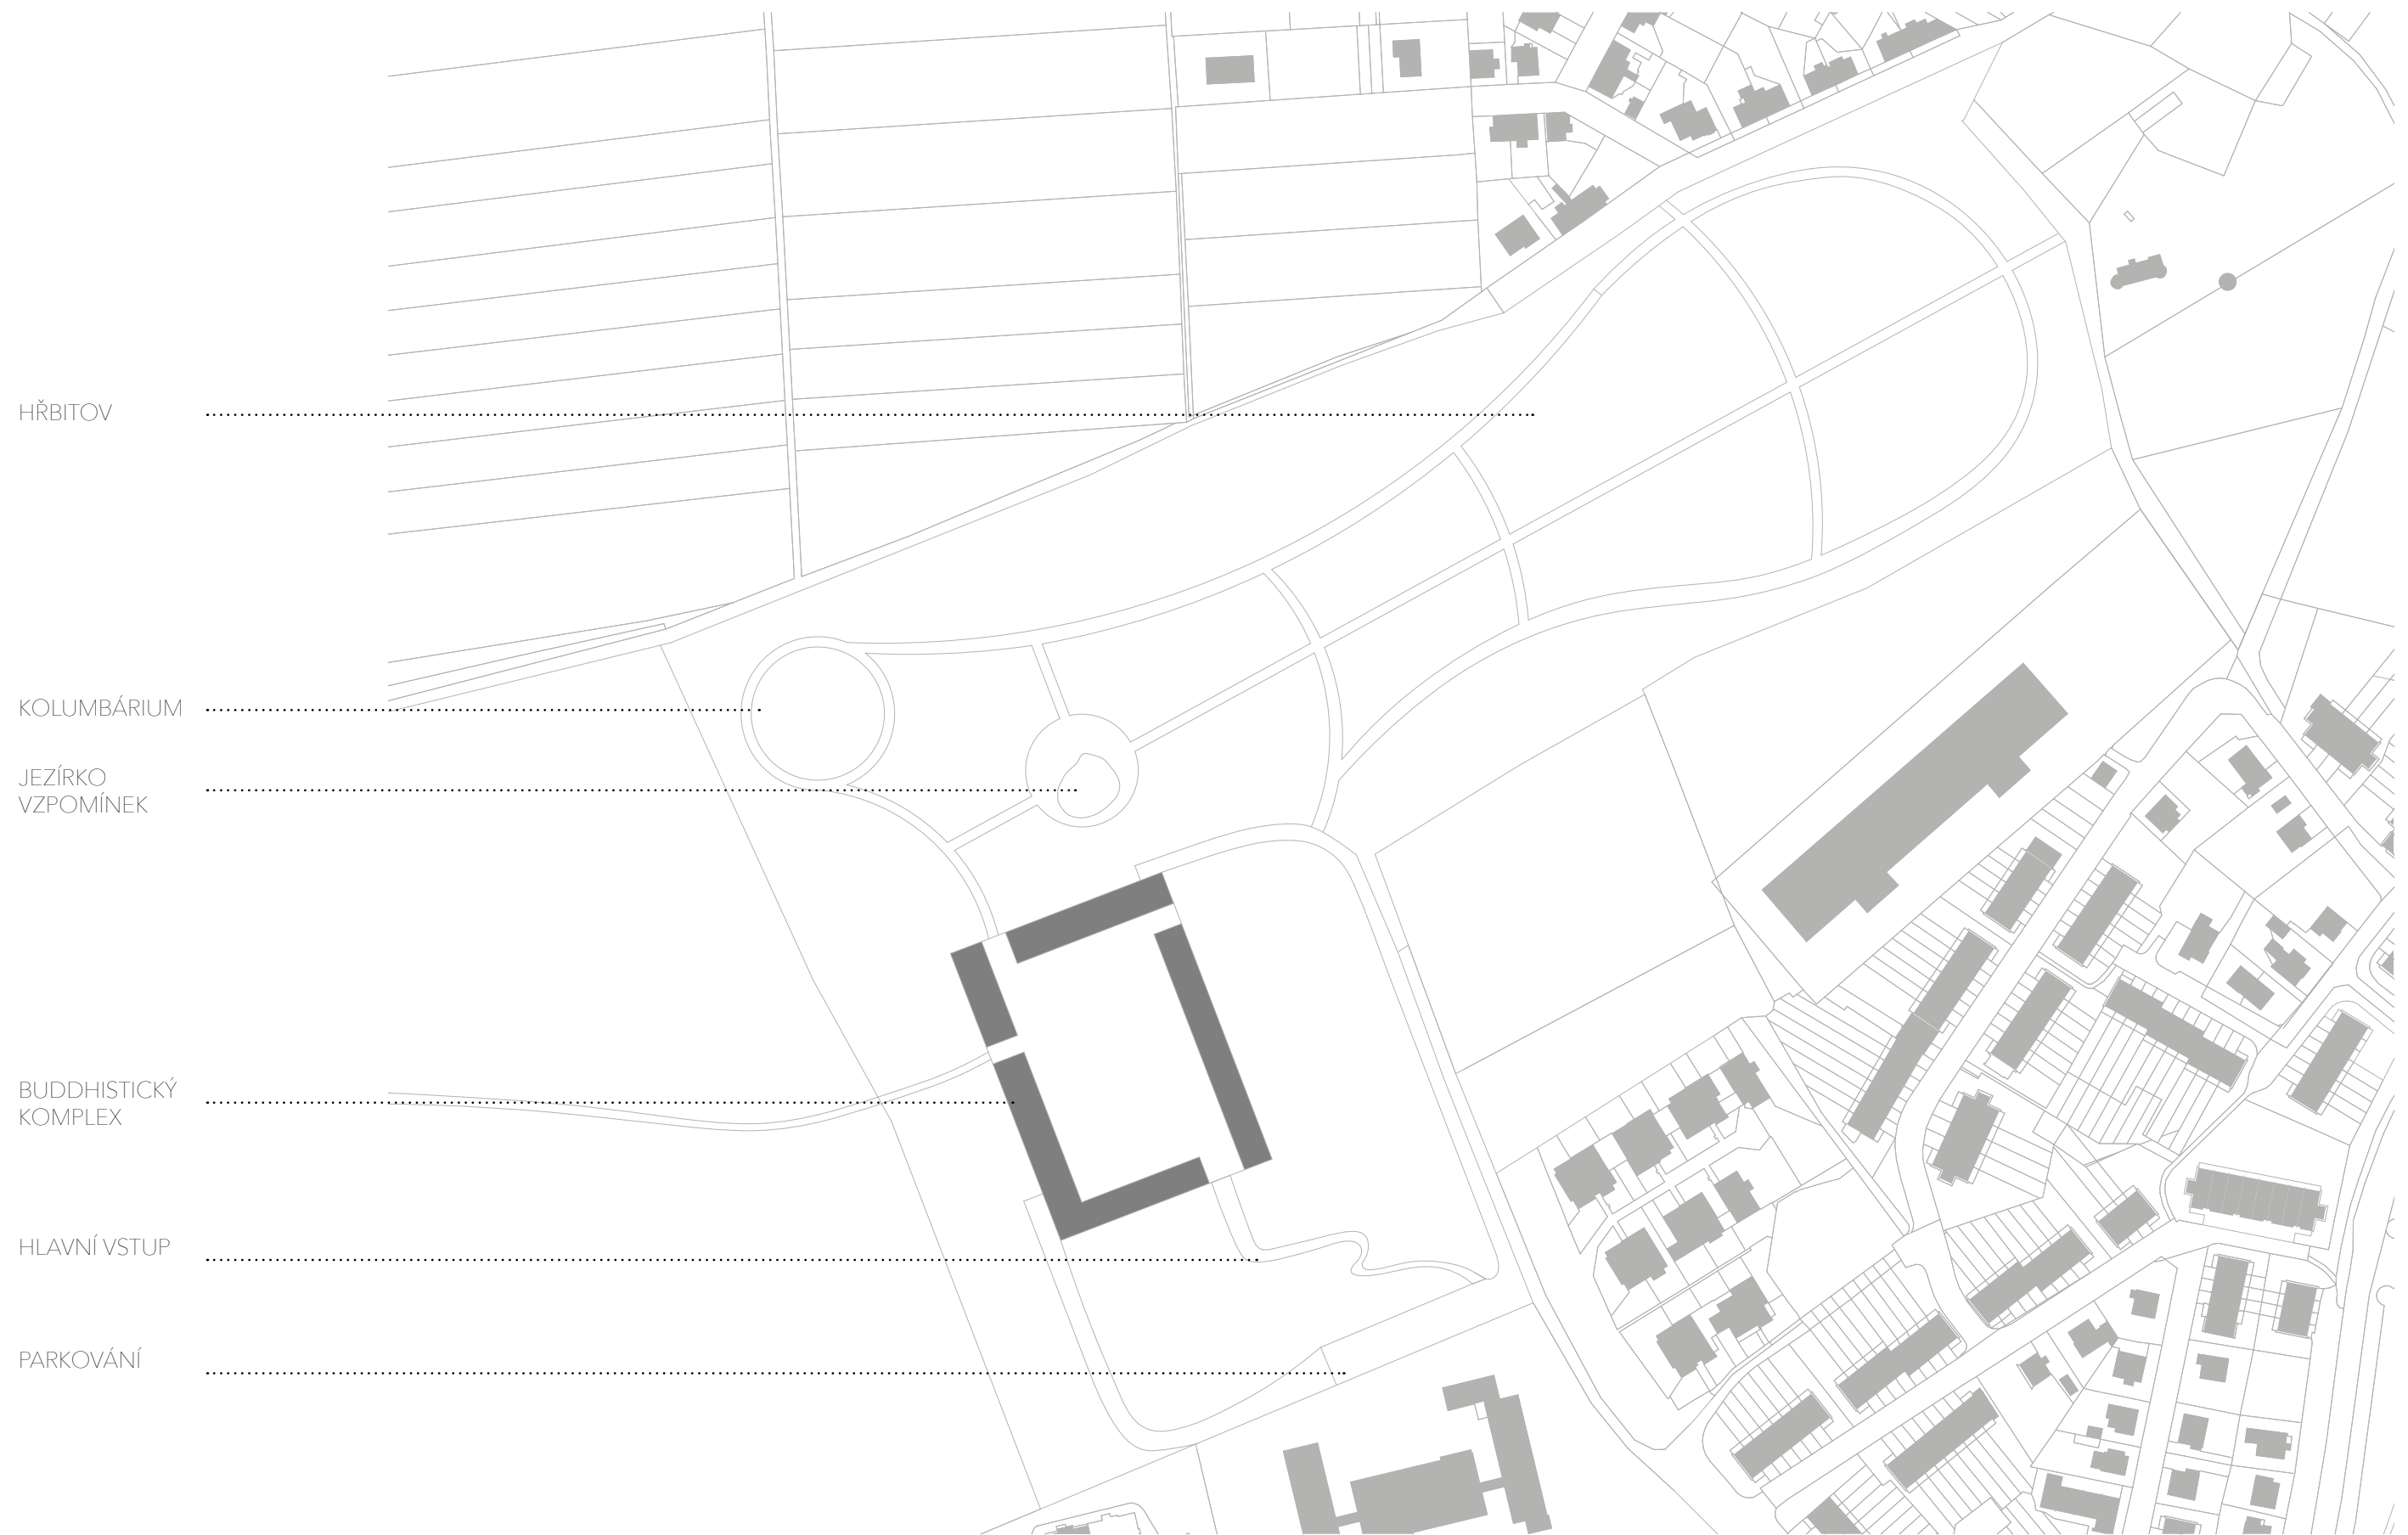 HŘBITOV
KOLUMBÁRIUM
JEZÍRKO
VZPOMÍNEK
BUDDHISTICKÝ
KOMPLEX
HLAVNÍ VSTUP
PARKOVÁNÍ